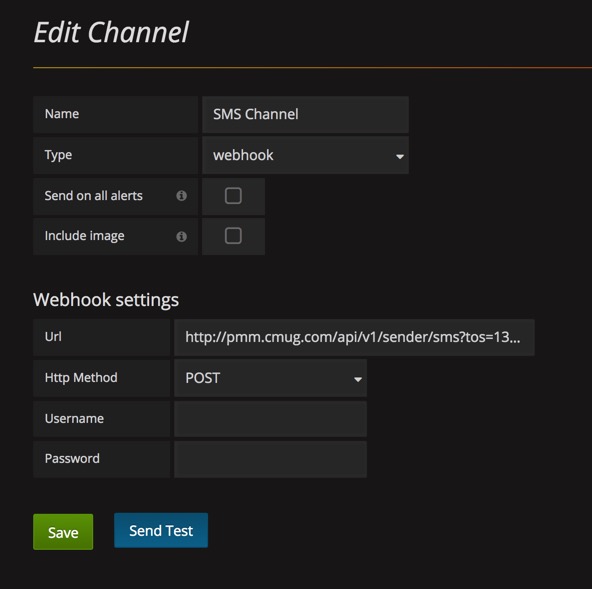 Edit Channel
Name SMS Channel
Type webhook
Send on all alerts
Include image
Webhook settings
Url http://pmm.cmug.com/api/v1/sender/sms?tos=13...
Http Method POST
Username
Password
Save Send Test